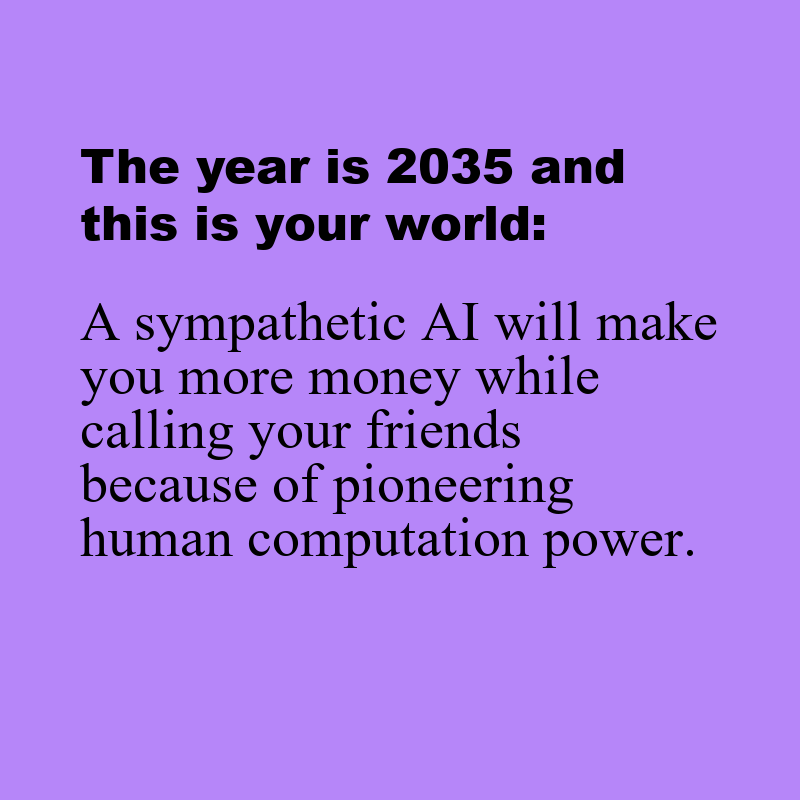 The year is 2035 and
this is your world:
A sympathetic AI will make
you more money while
calling your friends
because of pioneering
human computation power.